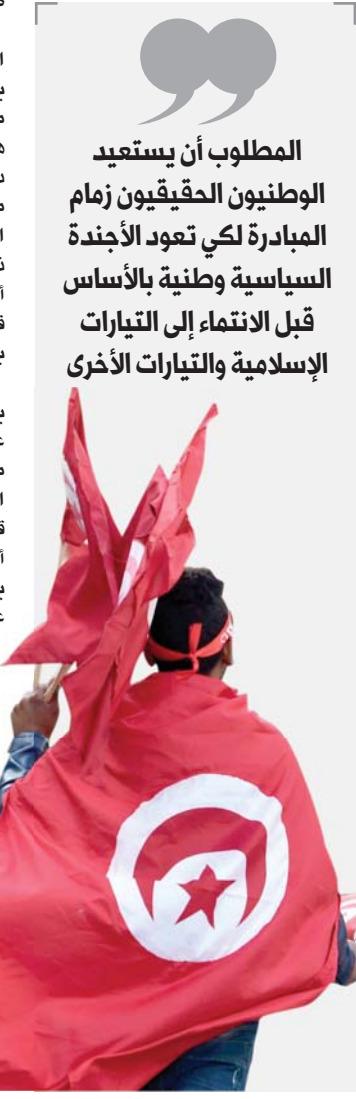 المطلوب أن يستعيد
الوطنيون الحقيقيون زمام
المبادرة لكي تعود الأجندة
السياسية وطنية بالأساس
قبل الانتماء إلى التيارات
الإسلامية والتيارات الأخرى